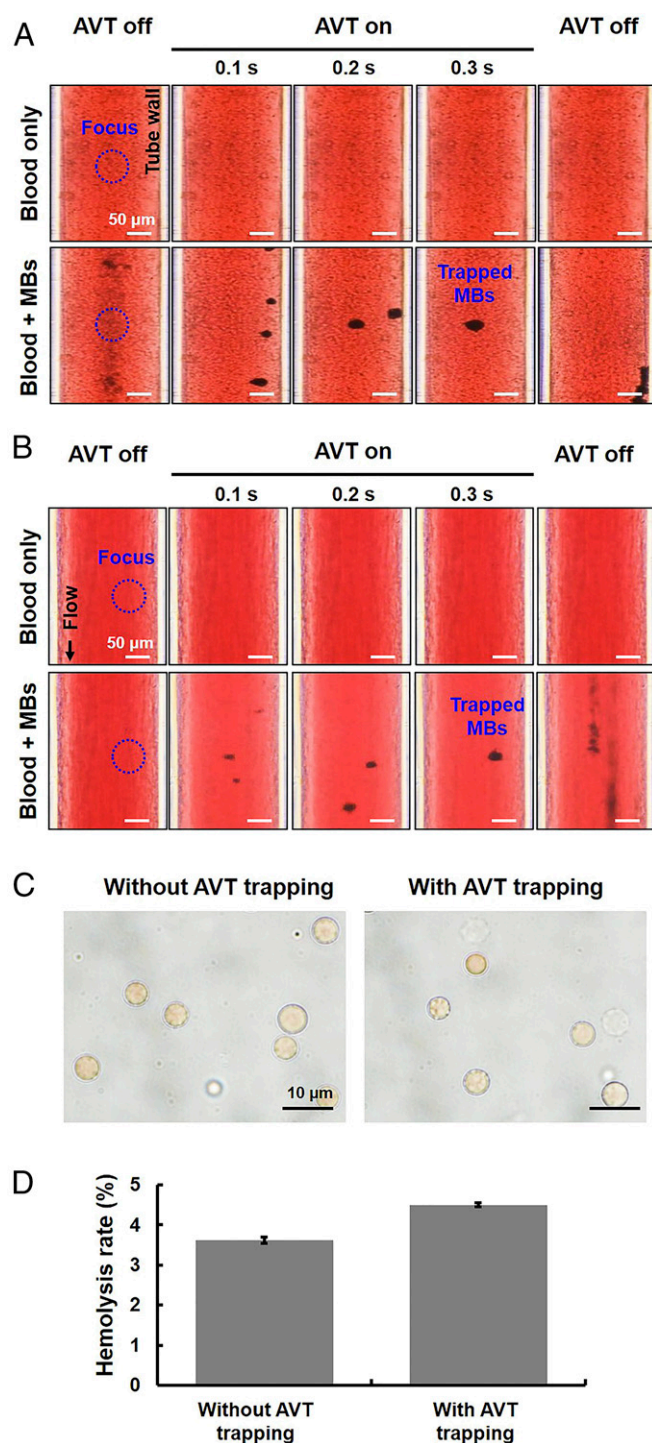 A
AVT off
AVT on
AVT off
0.1 s
0.2 s
0.3 s
Blood only
Focus
Tube wall
50 µm
Blood + MBs
Trapped
MBs
B
AVT off
AVT on
AVT off
0.1 s
0.2 s
0.3 s
Blood only
Focus
Flow
50 µm
Blood + MBs
Trapped
MBs
C
Without AVT trapping
With AVT trapping
10 µm
D
Hemolysis rate (%)
5
4
3
2
1
0
Without AVT
trapping
With AVT
trapping